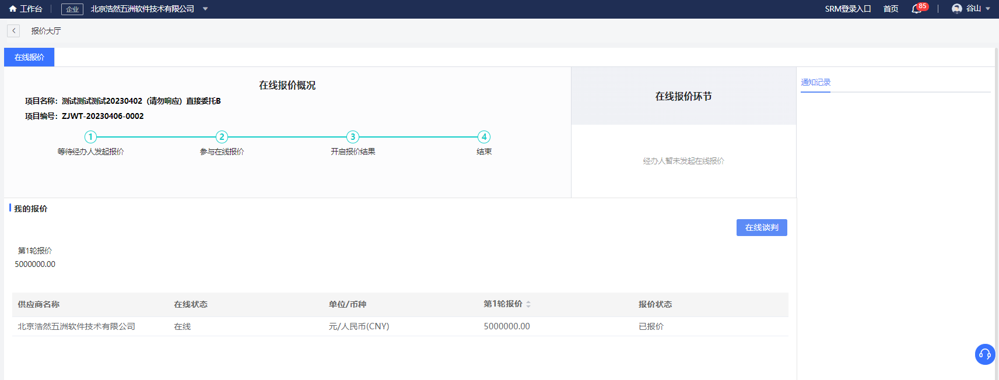 工作台
企业
北京浩然五洲软件技术有限公司
SRM登录入口
首页
85
谷山
报价大厅
在线报价
在线报价概况
项目名称：测试测试测试20230402（请勿响应）直接委托B
项目编号：ZJWT-20230406-0002
1
2
3
4
等待经办人发起报价
参与在线报价
开启报价结果
结束
在线报价环节
经办人暂未发起在线报价
通知记录
我的报价
在线谈判
第1轮报价
5000000.00
供应商名称 在线状态 单位/币种 第1轮报价 报价状态
北京浩然五洲软件技术有限公司 在线 元/人民币(CNY) 5000000.00 已报价